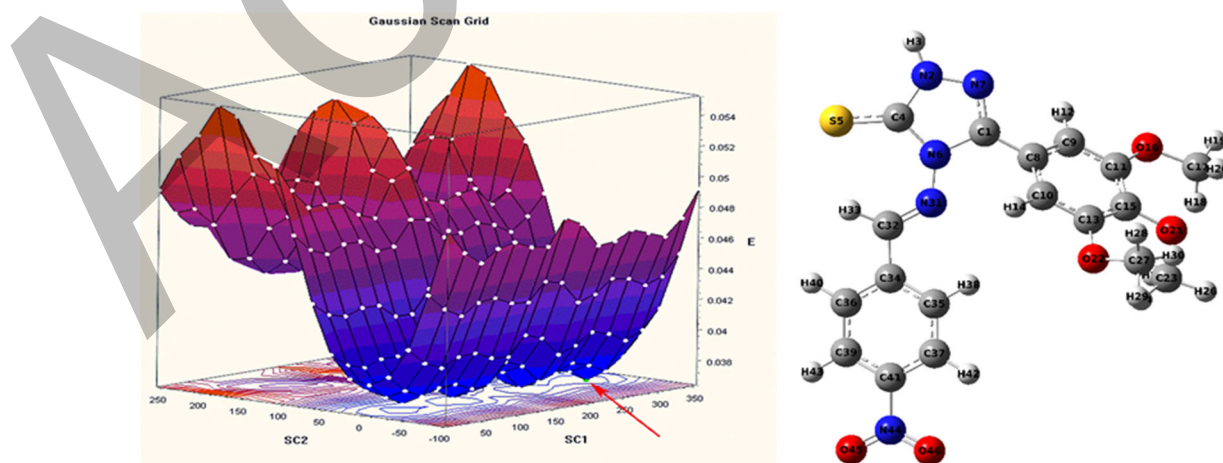 Gaussian Scan Grid
0.054
0.052
0.05
0.048
0.046
0.044
0.042
0.04
0.038
E
250 200 150 100 50 0 -50 -100
SC2
50 100 150 200 250 300 350
SC1
H3
N2 N7
S5 C4 C1
N6
H12
C9 O16
C8 C11
C10
H14 C13 C15
O21
O22
H18
N31
H33 C32
H28
C27 H30
C23
H29 H26
C34
H40 C36 C35 H38
C39 C37
H43 C41 H42
N44
O45 O46